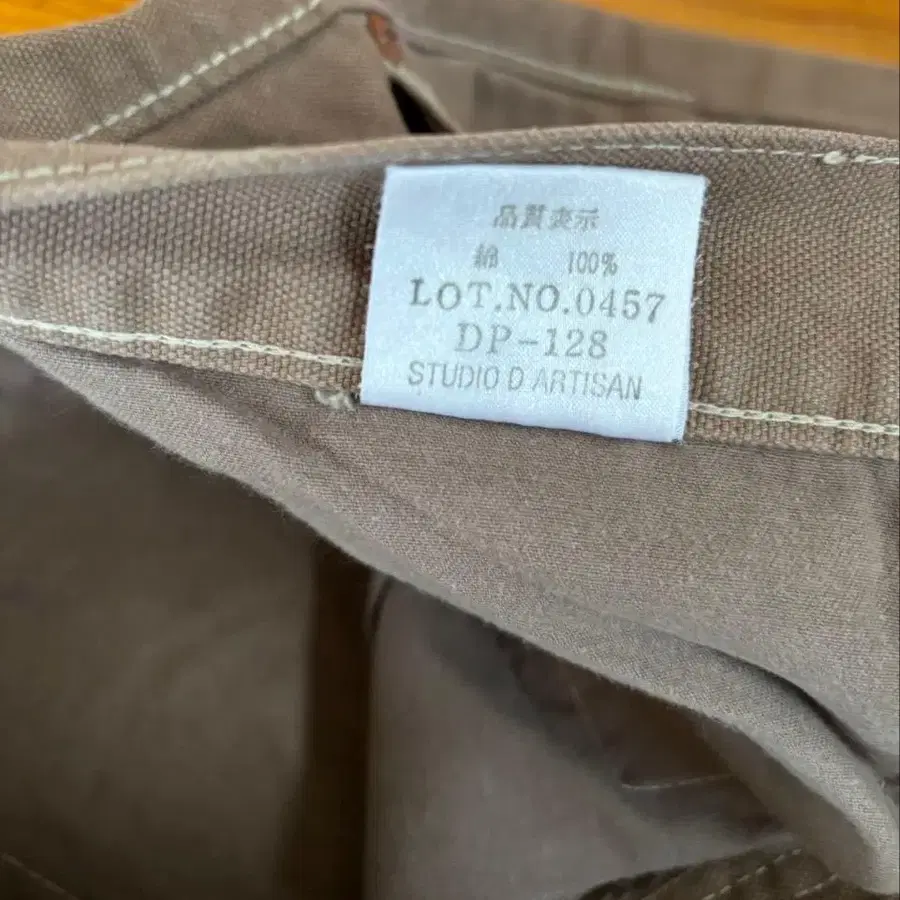 品質表示
綿 100%
LOT.NO.0457
DP-128
STUDIO D ARTISAN